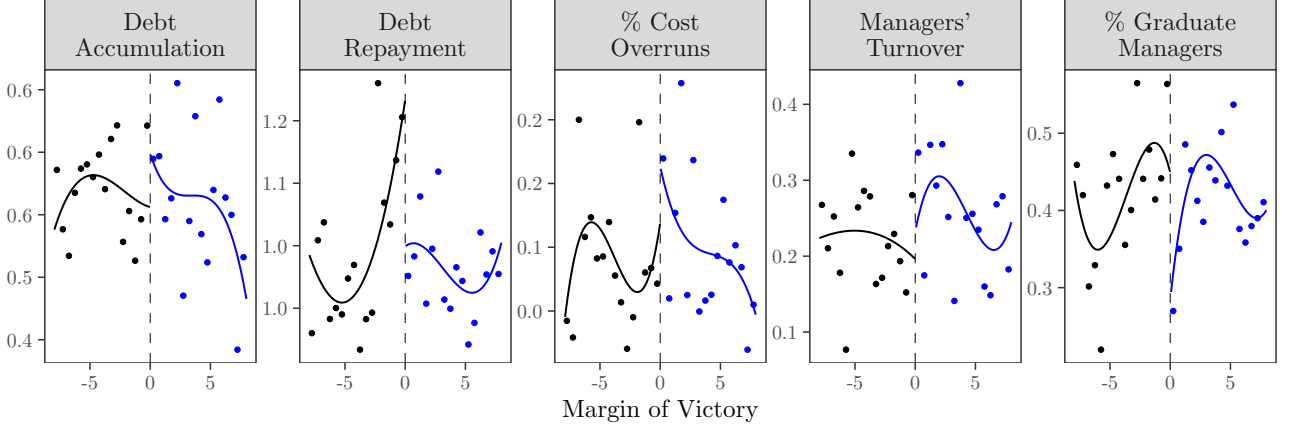 Debt
Accumulation
Debt
Repayment
% Cost
Overruns
Managers’
Turnover
% Graduate
Managers
0.6
0.6
0.6
0.5
0.4
1.2
1.1
1.0
1.0
0.2
0.2
0.1
0.0
0.4
0.3
0.2
0.1
0.5
0.4
0.3
-5 0 5
-5 0 5
-5 0 5
-5 0 5
-5 0 5
Margin of Victory